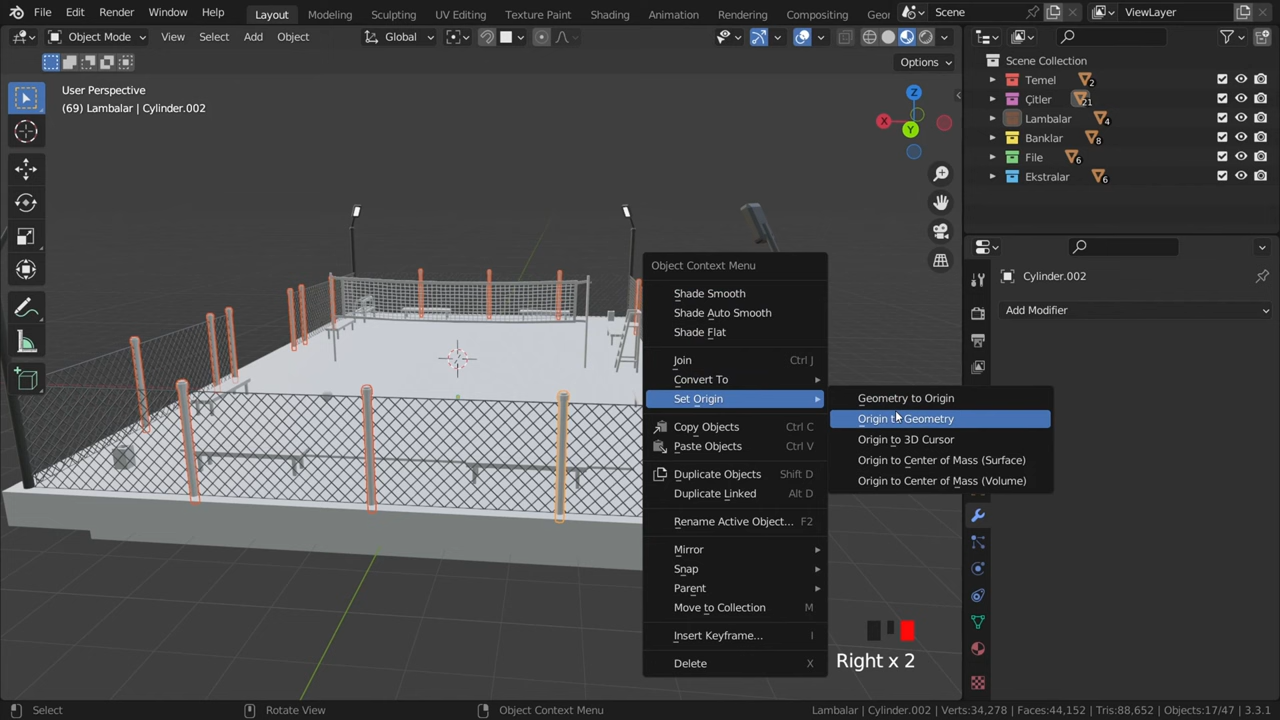 File Edit Render Window Help Layout Modeling Sculpting UV Editing Texture Paint Shading Animation Rendering Compositing Scene ViewLayer
Object Mode View Select Add Object Global
Options
User Perspective
(69) Lambalar | Cylinder.002
Z
X
Y
Scene Collection
Temel 2
Çitler 21
Lambalar 4
Banklar 8
File 6
Ekstralar 6
Cylinder.002
Add Modifier
Object Context Menu
Shade Smooth
Shade Auto Smooth
Shade Flat
Join Ctrl J
Convert To
Set Origin
Copy Objects Ctrl C
Paste Objects Ctrl V
Duplicate Objects Shift D
Duplicate Linked Alt D
Rename Active Object... F2
Mirror
Snap
Parent
Move to Collection M
Insert Keyframe... I
Delete X
Geometry to Origin
Origin to Geometry
Origin to 3D Cursor
Origin to Center of Mass (Surface)
Origin to Center of Mass (Volume)
Right x 2
Select Rotate View Object Context Menu Lambalar | Cylinder.002 | Verts:34,278 | Faces:44,152 | Tris:88,652 | Objects:17/47 | 3.3.1